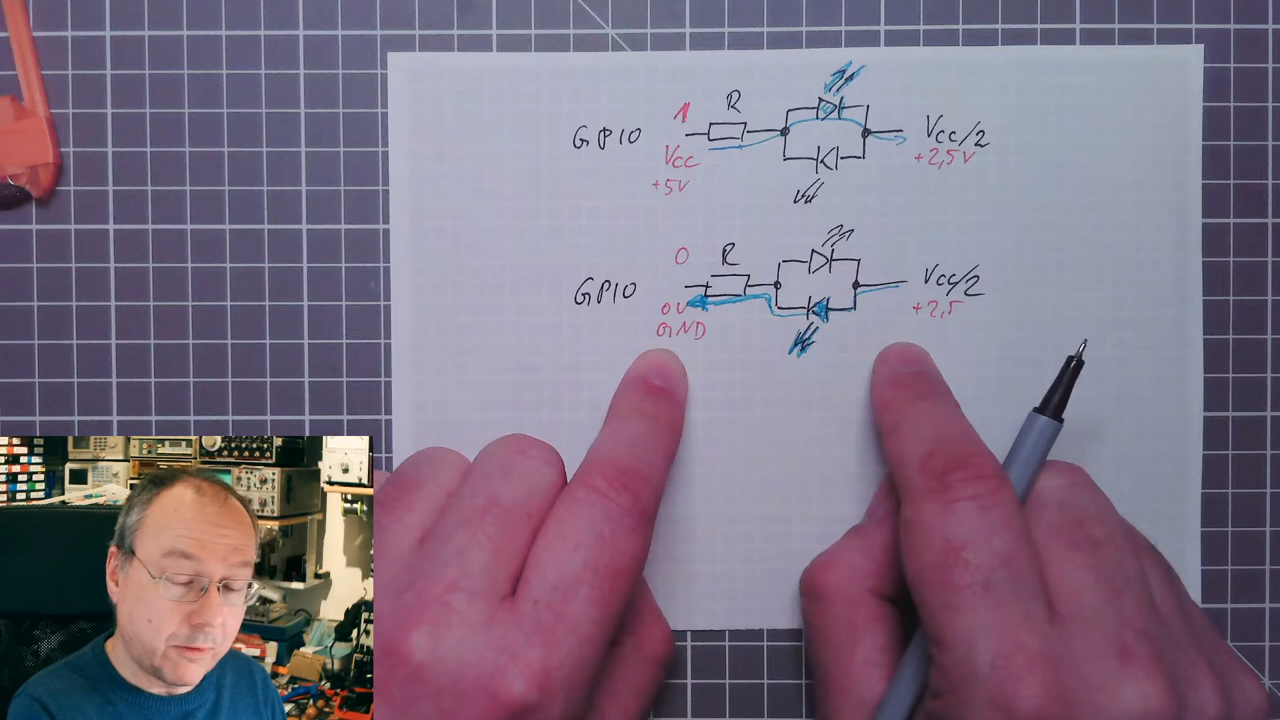 R
1
GPIO
Vcc/2
Vcc
+2,5V
+5V
R
0
GPIO
Vcc/2
0V
+2,5
GND